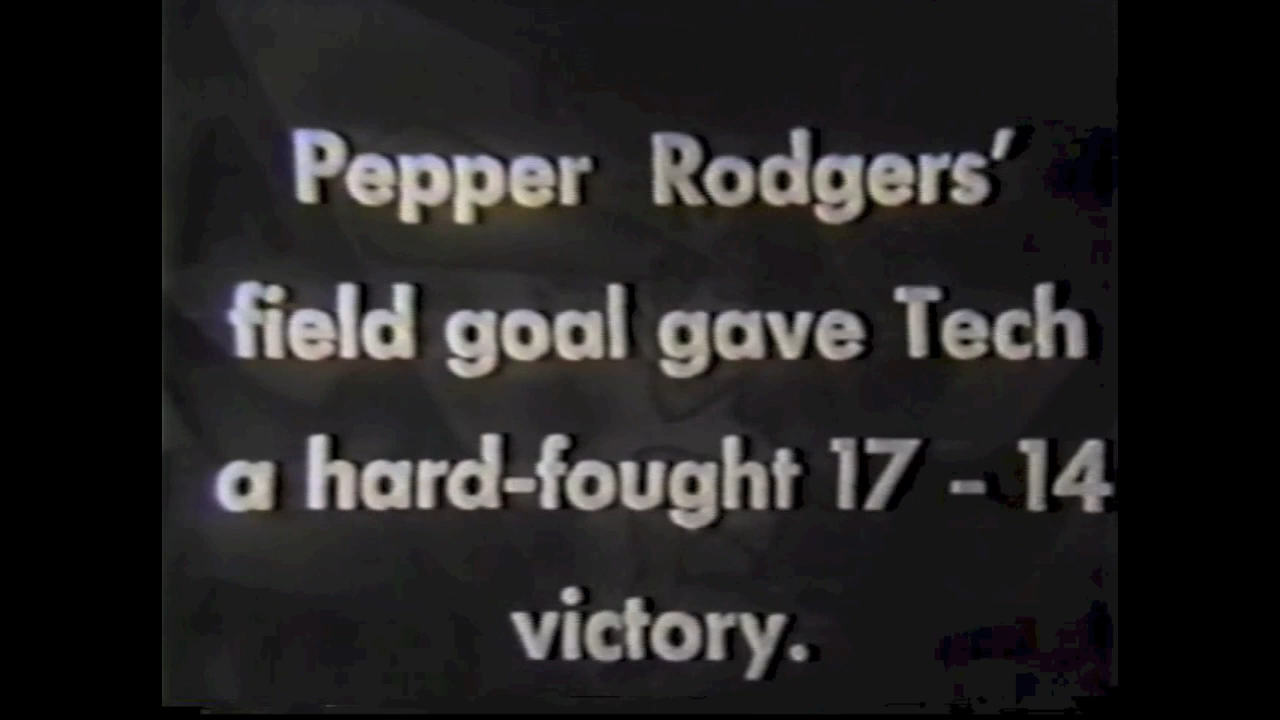 Pepper Rodgers’
field goal gave Tech
a hard-fought 17 - 14
victory.